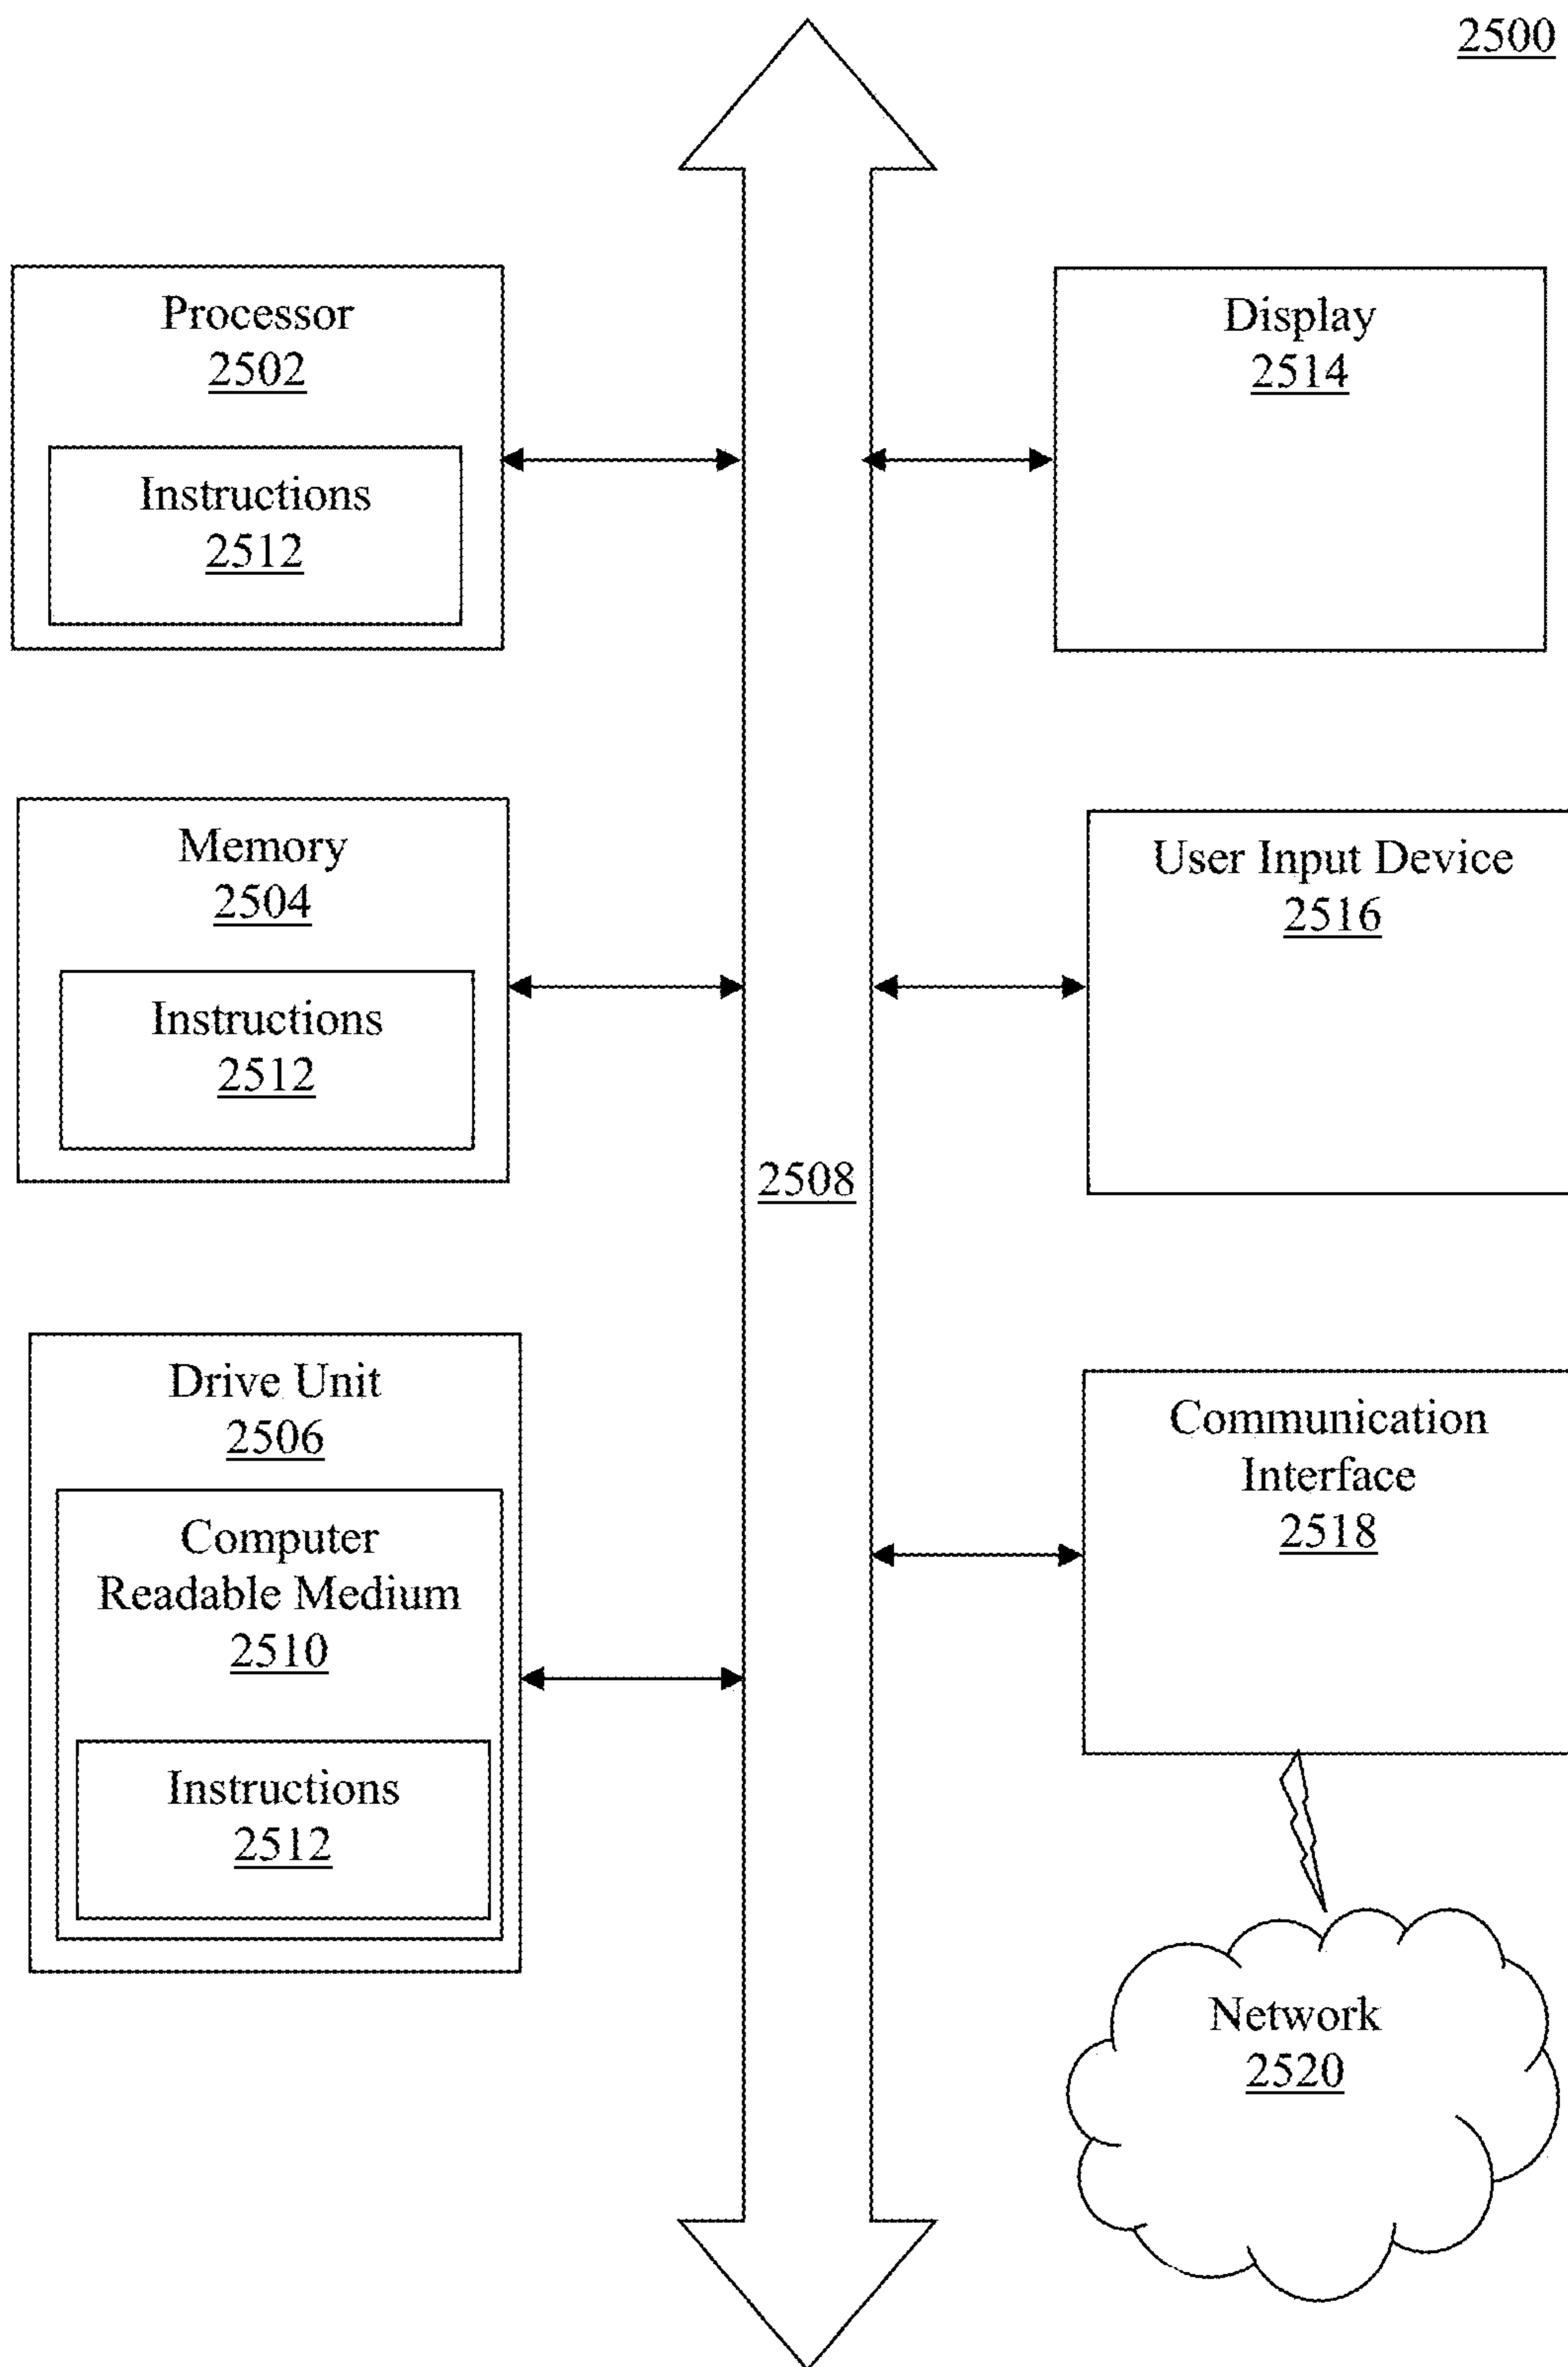 2500
Processor
2502
Instructions
2512
Display
2514
Memory
2504
Instructions
2512
User Input Device
2516
2508
Drive Unit
2506
Computer
Readable Medium
2510
Instructions
2512
Communication
Interface
2518
Network
2520